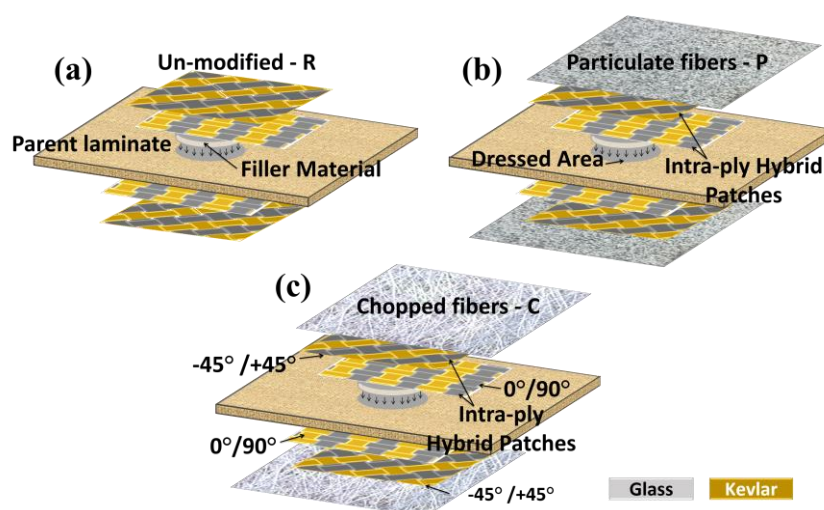 (a)
Un-modified - R
Parent laminate
Filler Material
(b)
Particulate fibers - P
Dressed Area
Intra-ply Hybrid
Patches
(c)
Chopped fibers - C
-45° /+45°
0°/90°
Intra-ply
Hybrid Patches
0°/90°
-45° /+45°
Glass
Kevlar